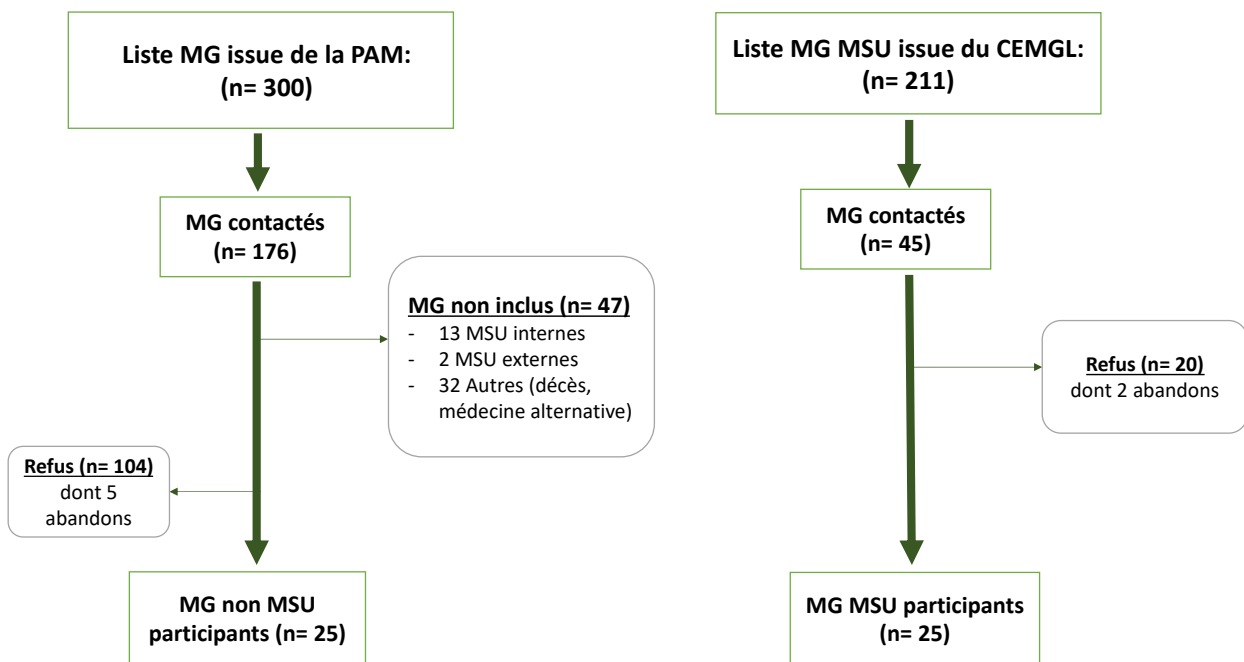 Liste MG issue de la PAM:
(n= 300)
MG contactés
(n= 176)
MG non inclus (n= 47)
- 13 MSU internes
- 2 MSU externes
- 32 Autres (décès,
médecine alternative)
Refus (n= 104)
dont 5
abandons
MG non MSU
participants (n= 25)
Liste MG MSU issue du CEMGL:
(n= 211)
MG contactés
(n= 45)
Refus (n= 20)
dont 2 abandons
MG MSU participants
(n= 25)